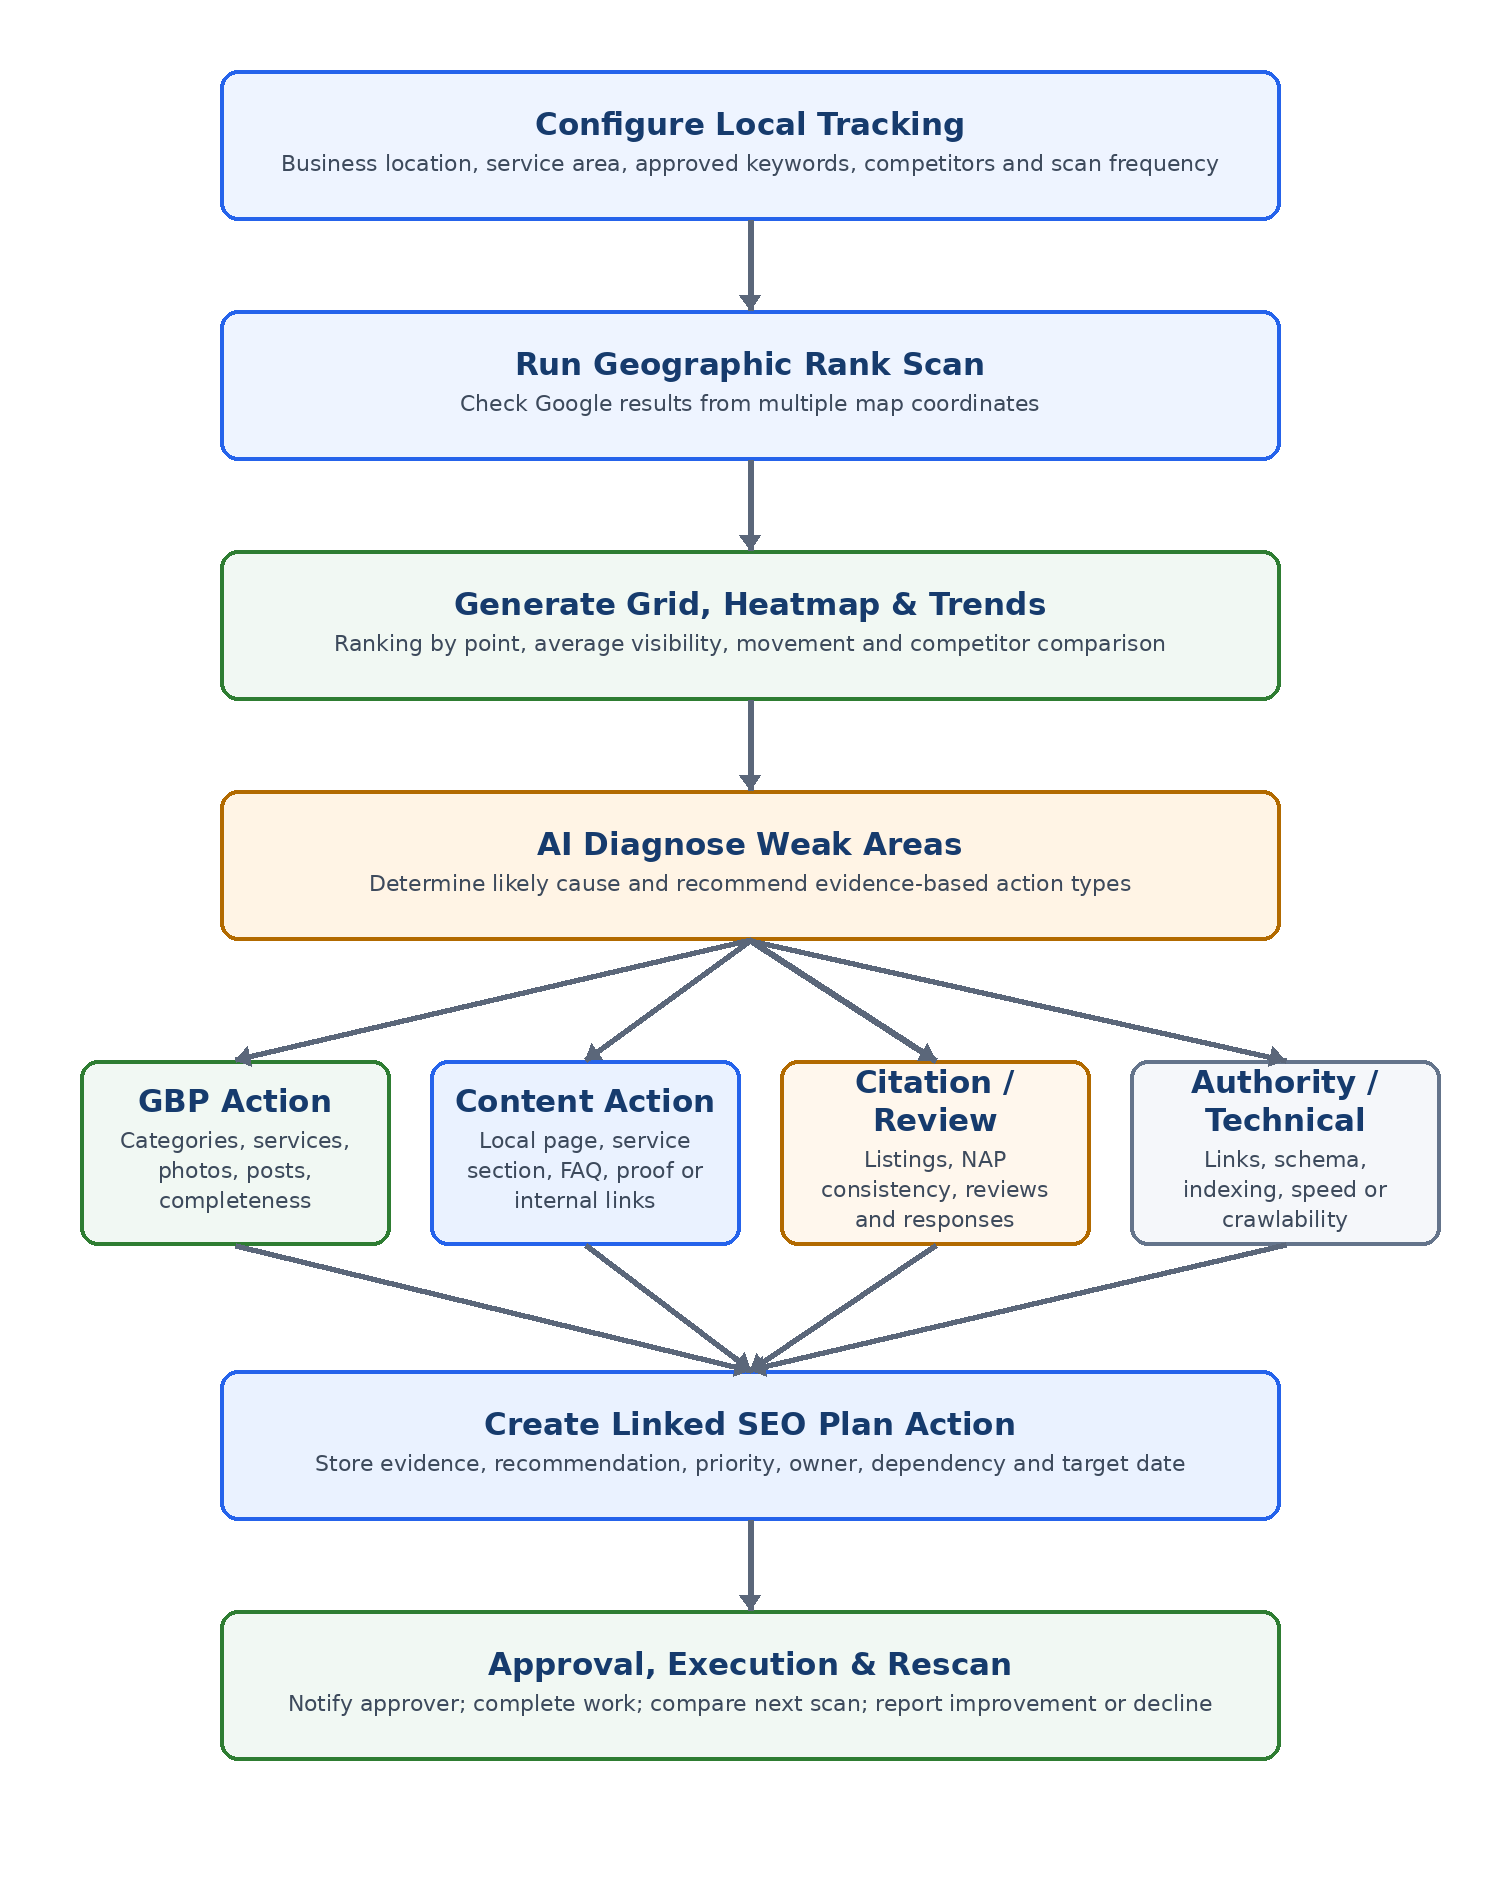 Configure Local Tracking
Business location, service area, approved keywords, competitors and scan frequency
Run Geographic Rank Scan
Check Google results from multiple map coordinates
Generate Grid, Heatmap & Trends
Ranking by point, average visibility, movement and competitor comparison
AI Diagnose Weak Areas
Determine likely cause and recommend evidence-based action types
GBP Action
Categories, services,
photos, posts,
completeness
Content Action
Local page, service
section, FAQ, proof or
internal links
Citation /
Review
Listings, NAP
consistency, reviews
and responses
Authority /
Technical
Links, schema,
indexing, speed or
crawlability
Create Linked SEO Plan Action
Store evidence, recommendation, priority, owner, dependency and target date
Approval, Execution & Rescan
Notify approver; complete work; compare next scan; report improvement or decline